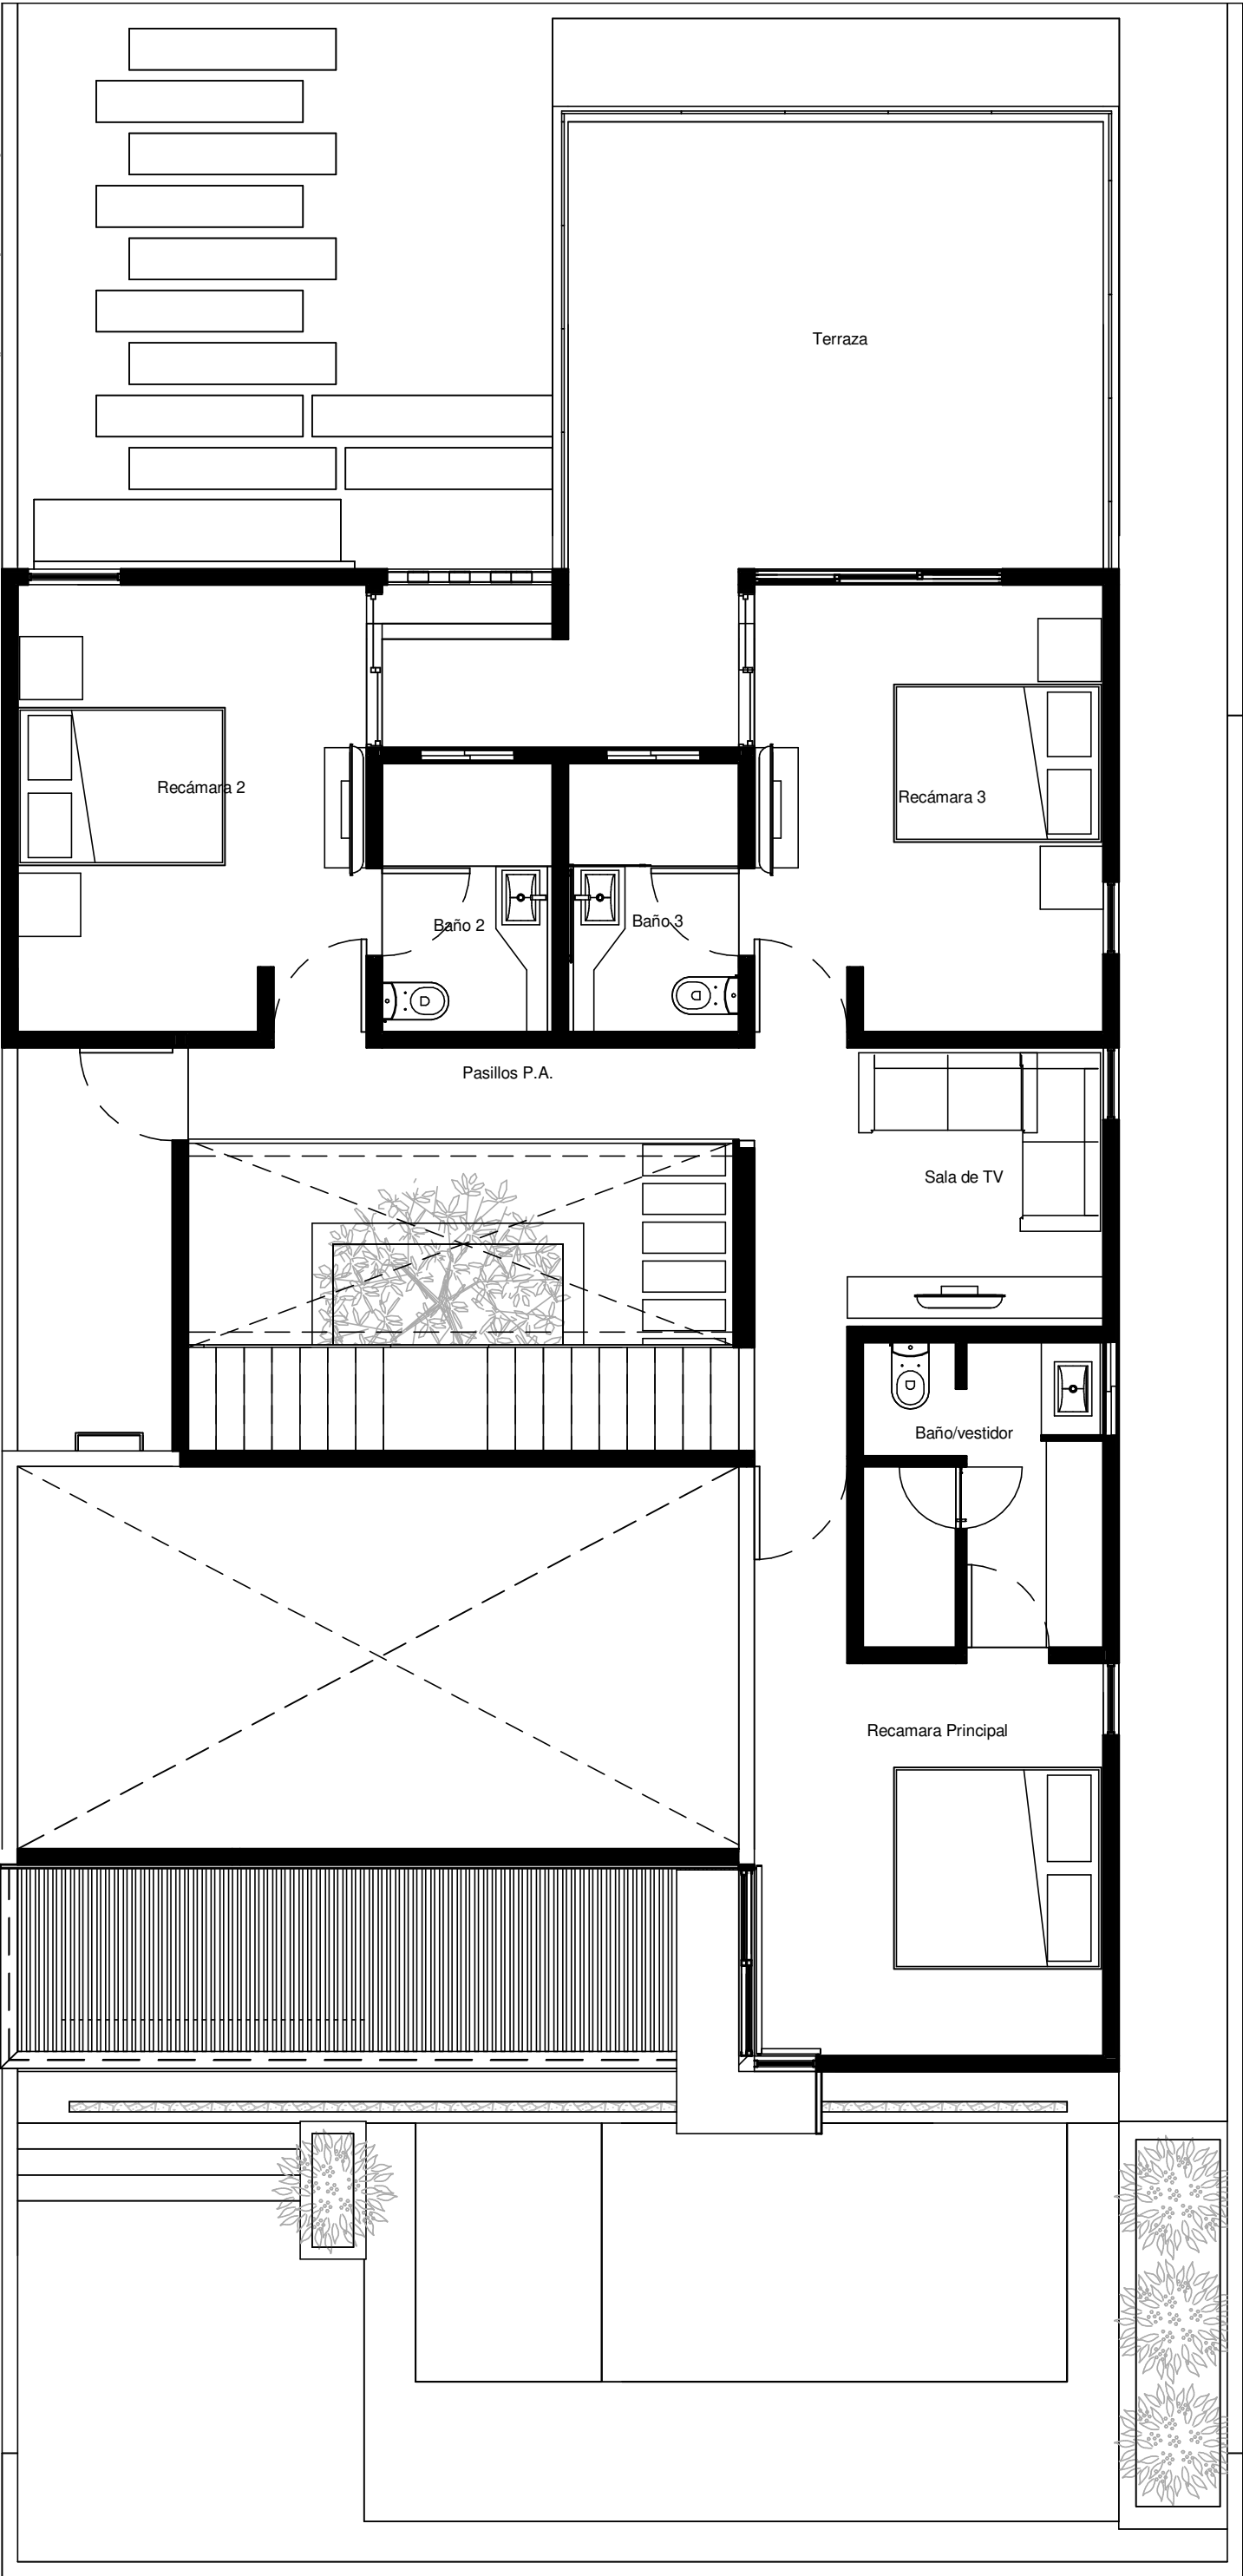 Terraza
Recámara 2
Recámara 3
Baño 2
Baño 3
Pasillos P.A.
Sala de TV
Baño/vestidor
Recamara Principal